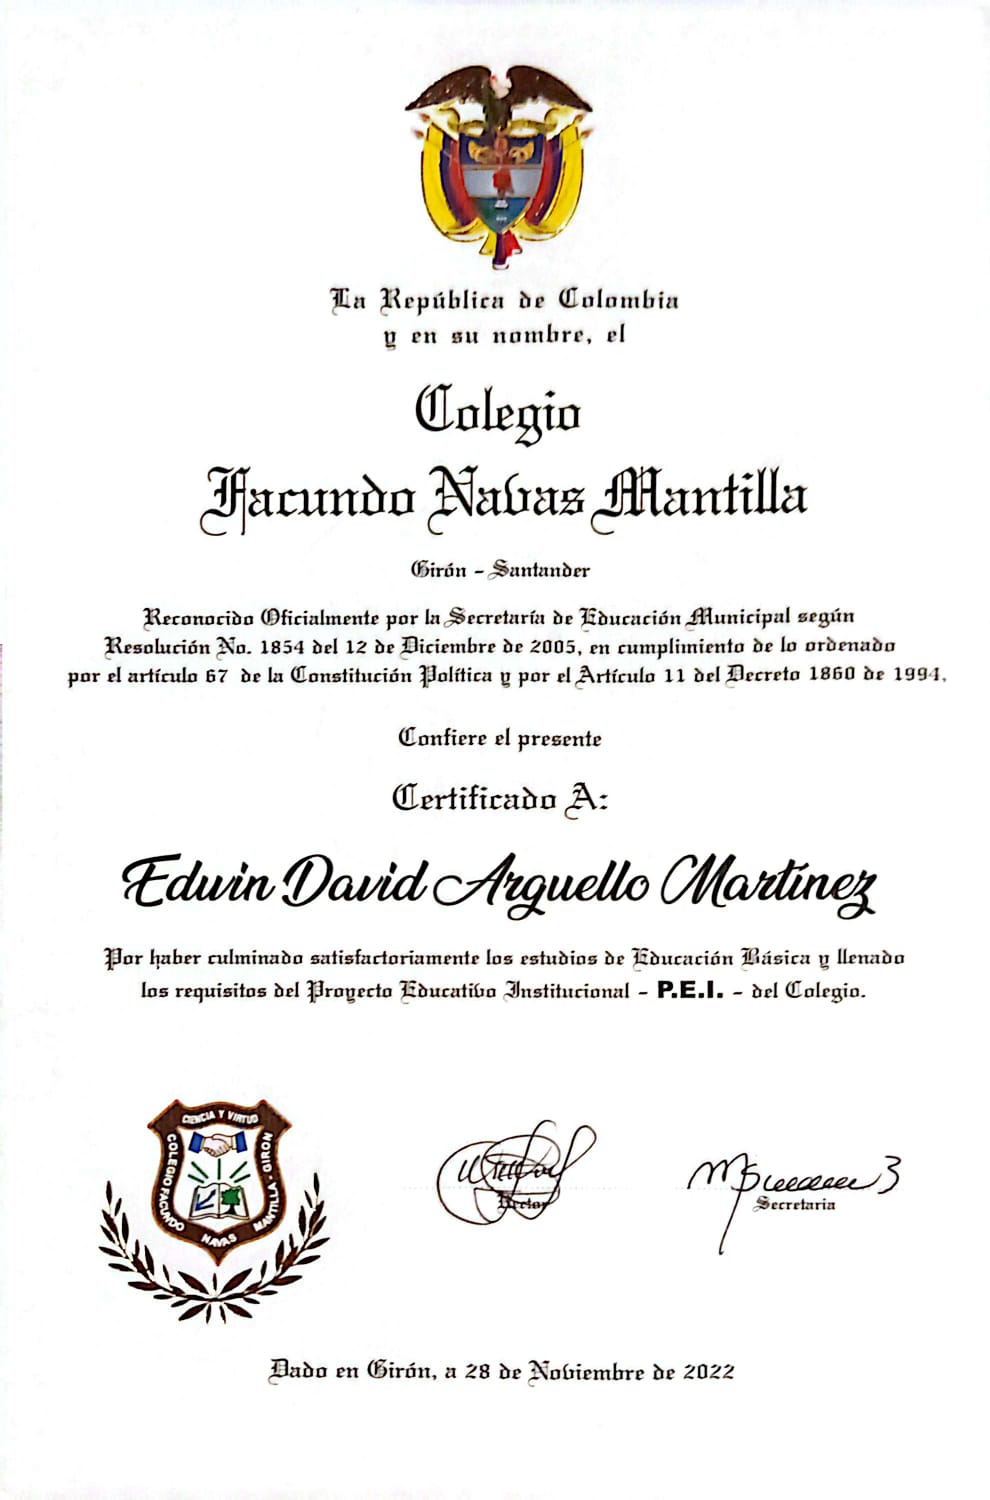 La República de Colombia
y en su nombre, el
Colegio
Facundo Navas Mantilla
Girón - Santander
Reconocido Oficialmente por la Secretaría de Educación Municipal según
Resolución No. 1854 del 12 de Diciembre de 2005, en cumplimiento de lo ordenado
por el artículo 67 de la Constitución Política y por el Artículo 11 del Decreto 1860 de 1994.
Confiere el presente
Certificado A:
Edwin David Arguello Martínez
Por haber culminado satisfactoriamente los estudios de Educación Básica y llenado
los requisitos del Proyecto Educativo Institucional - P.E.I. - del Colegio.
CIENCIA Y VIRTUD
COLEGIO FACUNDO NAVAS MANTILLA - GIRON
Rector
Secretaria
Dado en Girón, a 28 de Noviembre de 2022